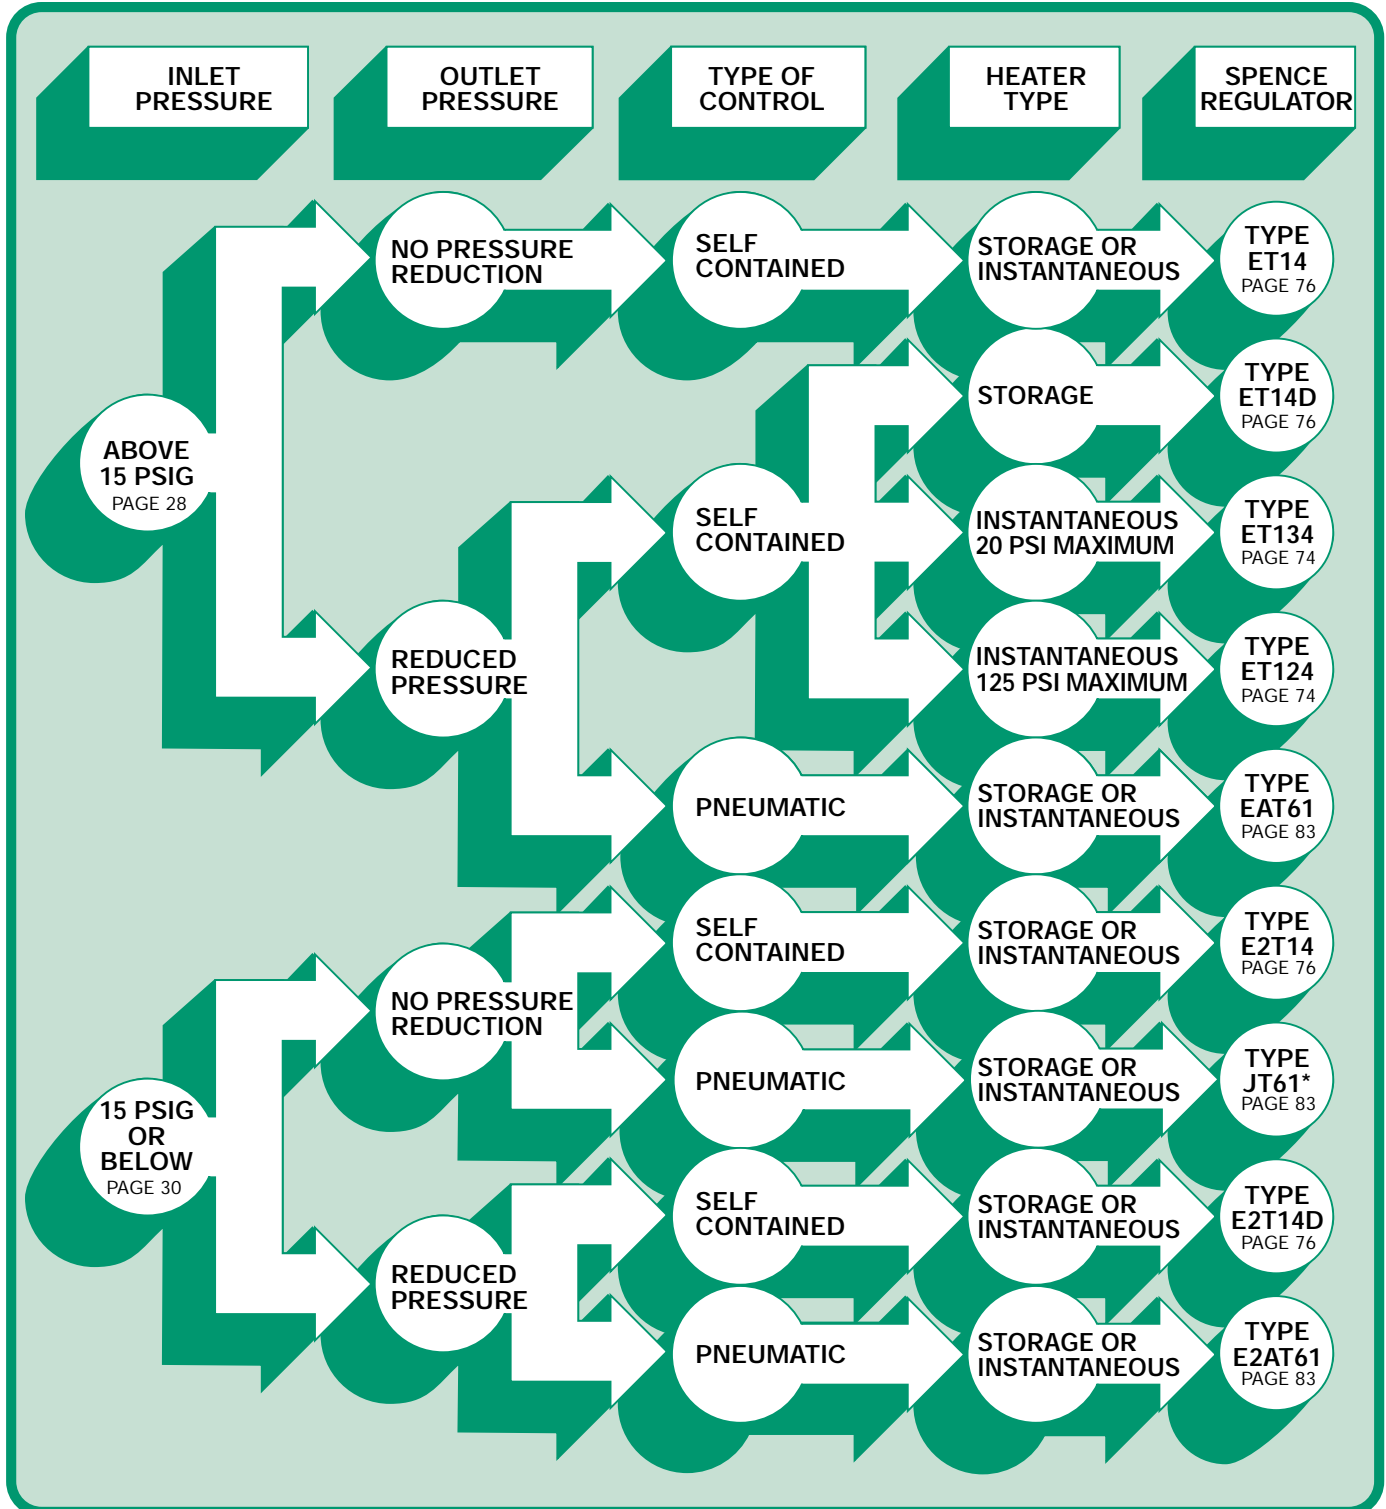 INLET
PRESSURE
OUTLET
PRESSURE
TYPE OF
CONTROL
HEATER
TYPE
SPENCE
REGULATOR
ABOVE
15 PSIG
PAGE 28
NO PRESSURE
REDUCTION
SELF
CONTAINED
STORAGE OR
INSTANTANEOUS
TYPE
ET14
PAGE 76
REDUCED
PRESSURE
SELF
CONTAINED
STORAGE
TYPE
ET14D
PAGE 76
INSTANTANEOUS
20 PSI MAXIMUM
TYPE
ET134
PAGE 74
INSTANTANEOUS
125 PSI MAXIMUM
TYPE
ET124
PAGE 74
PNEUMATIC
STORAGE OR
INSTANTANEOUS
TYPE
EAT61
PAGE 83
15 PSIG
OR
BELOW
PAGE 30
NO PRESSURE
REDUCTION
SELF
CONTAINED
STORAGE OR
INSTANTANEOUS
TYPE
E2T14
PAGE 76
PNEUMATIC
STORAGE OR
INSTANTANEOUS
TYPE
JT61*
PAGE 83
REDUCED
PRESSURE
SELF
CONTAINED
STORAGE OR
INSTANTANEOUS
TYPE
E2T14D
PAGE 76
PNEUMATIC
STORAGE OR
INSTANTANEOUS
TYPE
E2AT61
PAGE 83